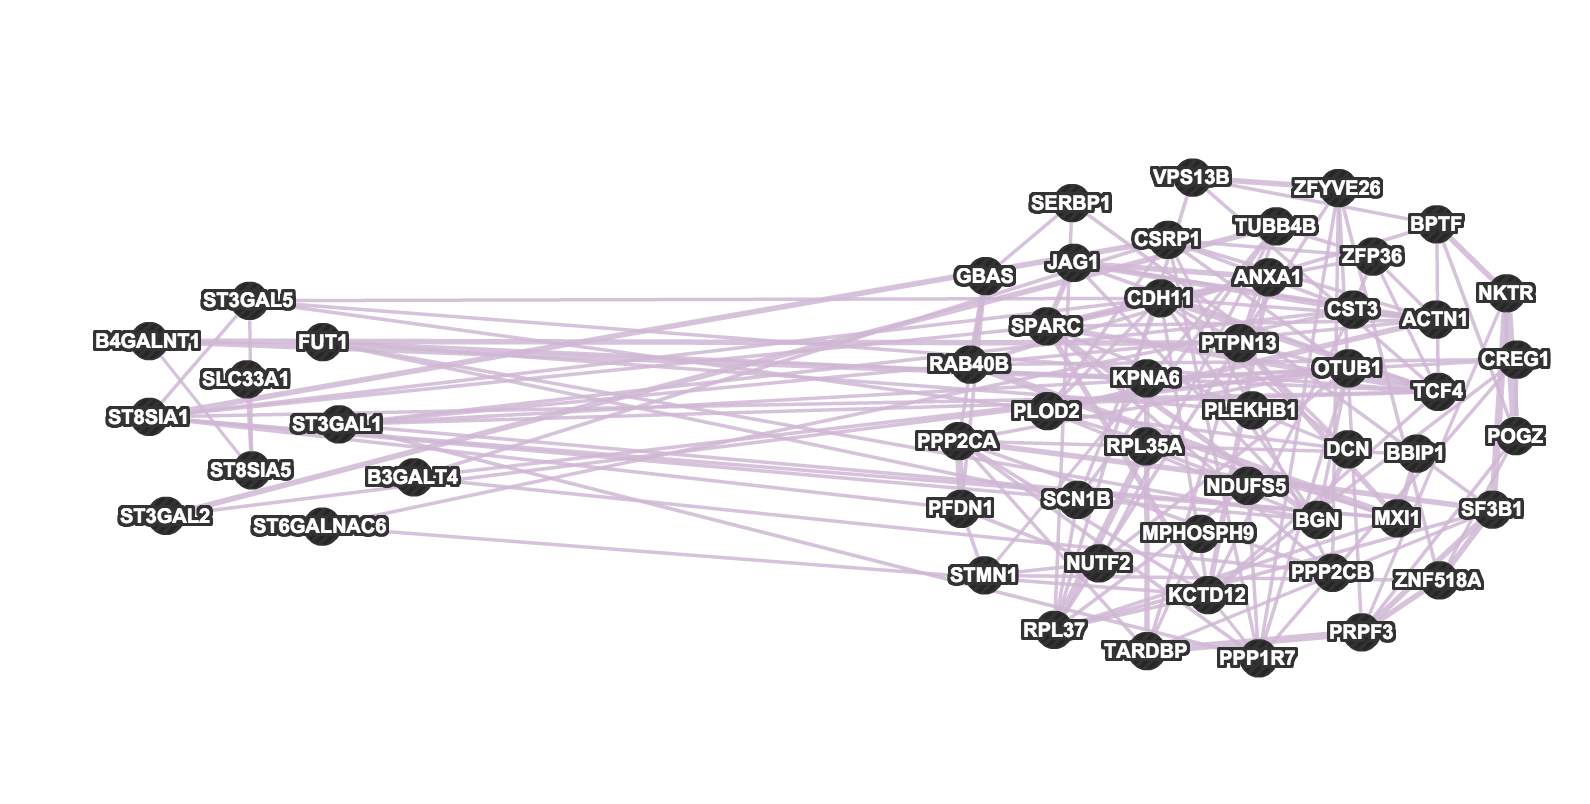 VPS13B
ZFYVE26
SERBP1
TUBB4B
BPTF
CSRP1
ZFP36
JAG1
GBAS
ANXA1
NKTR
CDH11
ST3GAL5
CST3
ACTN1
SPARC
B4GALNT1
FUT1
PTPN13
CREG1
RAB40B
OTUB1
SLC33A1
KPNA6
TCF4
PLOD2
PLEKHB1
ST8SIA1
ST3GAL1
POGZ
PPP2CA
RPL35A
DCN
BBIP1
ST8SIA5
B3GALT4
NDUFS5
SCN1B
PFDN1
SF3B1
ST3GAL2
MXI1
BGN
ST6GALNAC6
MPHOSPH9
NUTF2
PPP2CB
STMN1
ZNF518A
KCTD12
RPL37
PRPF3
TARDBP
PPP1R7